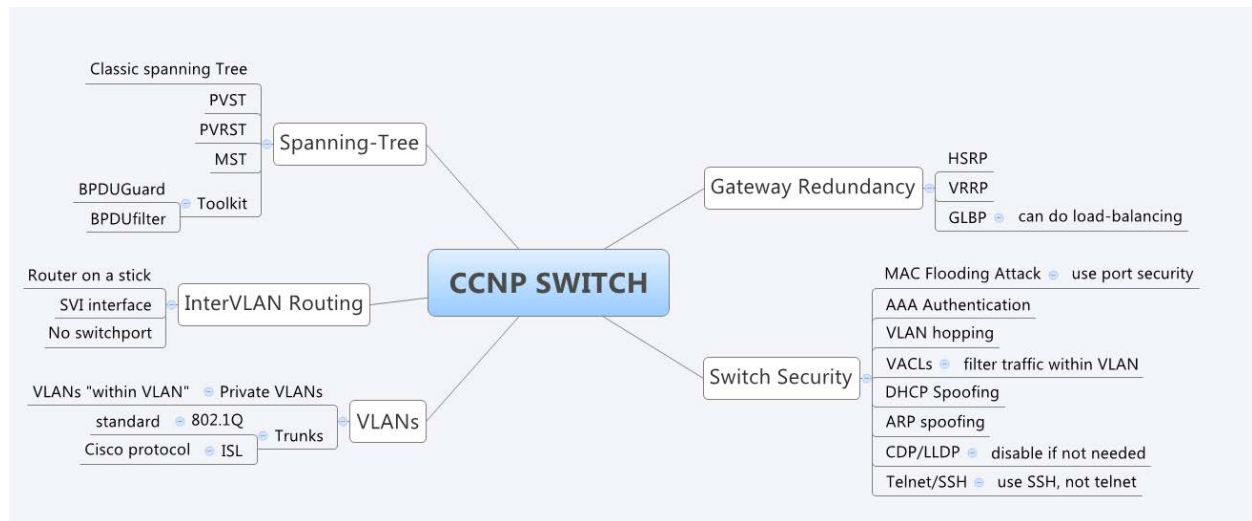 CCNP SWITCH
Spanning-Tree
Classic spanning Tree
PVST
PVRST
MST
Toolkit
BPDUGuard
BPDUfilter
InterVLAN Routing
Router on a stick
SVI interface
No switchport
VLANs
Private VLANs
VLANs "within VLAN"
Trunks
802.1Q
standard
ISL
Cisco protocol
Gateway Redundancy
HSRP
VRRP
GLBP
can do load-balancing
Switch Security
MAC Flooding Attack
use port security
AAA Authentication
VLAN hopping
VACLs
filter traffic within VLAN
DHCP Spoofing
ARP spoofing
CDP/LLDP
disable if not needed
Telnet/SSH
use SSH, not telnet